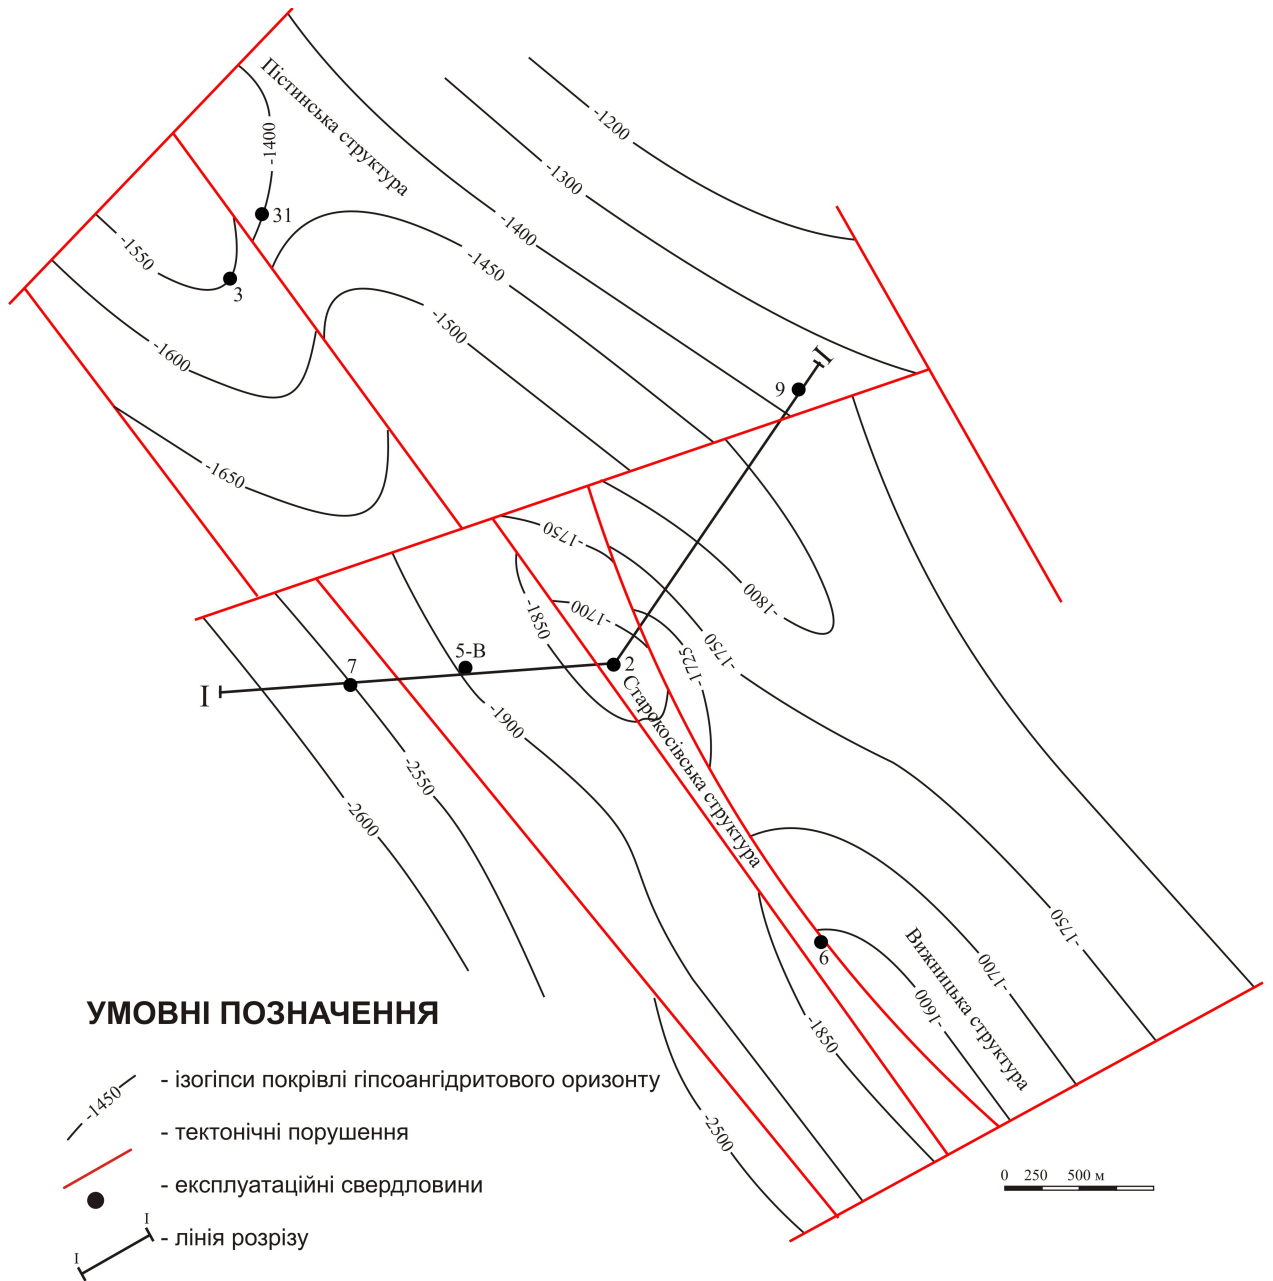 -1200
Пістинська структура
-1400
-1300
31
-1400
-1550
-1450
3
-1500
-1600
I
9
-1650
-1750
-1800
-1700
-1850
-1750
5-В
7
2
-1725
I
Старокосівська структура
-1900
-2550
-2600
-1750
6
Вижницька структура
-1700
-1600
-1850
-2500
УМОВНІ ПОЗНАЧЕННЯ
-1450
- ізогіпси покрівлі гіпсоангідритового оризонту
- тектонічні порушення
- експлуатаційні свердловини
I
I
- лінія розрізу
0 250 500 м